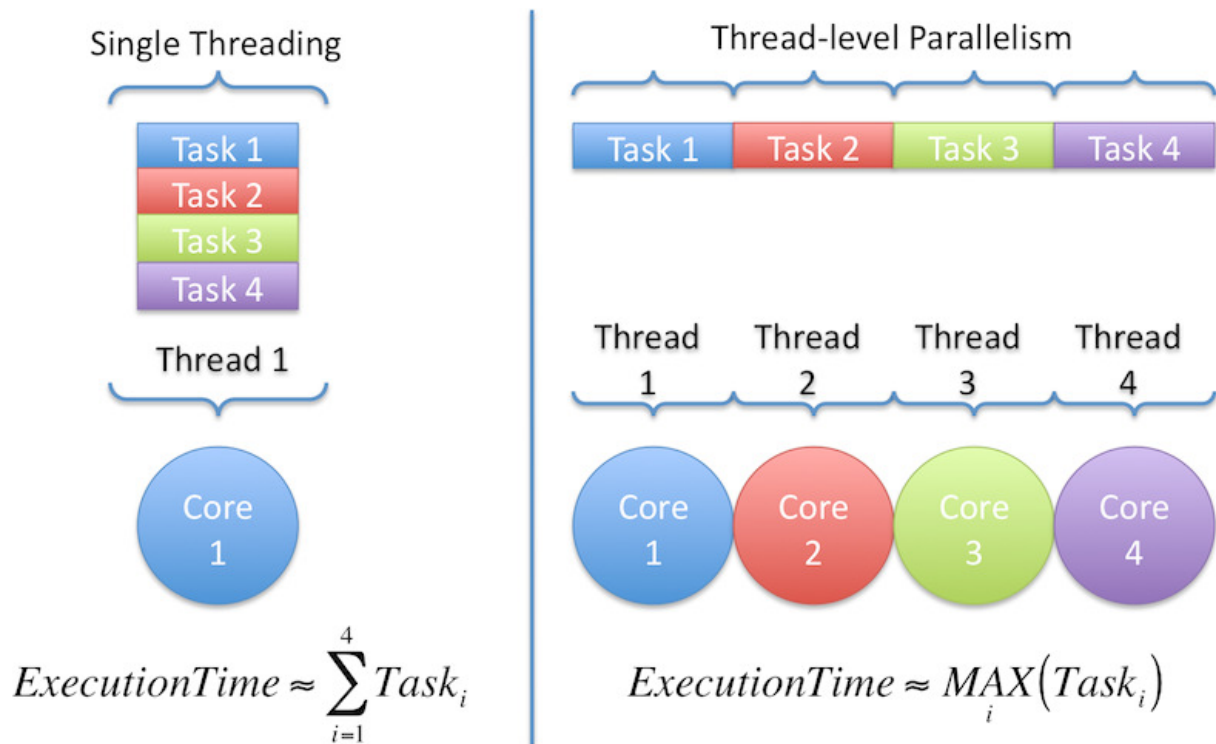 Single Threading
Task 1
Task 2
Task 3
Task 4
Thread 1
Core
1
ExecutionTime ≈ ∑_{i=1}^{4} Task_i
Thread-level Parallelism
Task 1 Task 2 Task 3 Task 4
Thread Thread Thread Thread
1 2 3 4
Core Core Core Core
1 2 3 4
ExecutionTime ≈ MAX_i(Task_i)